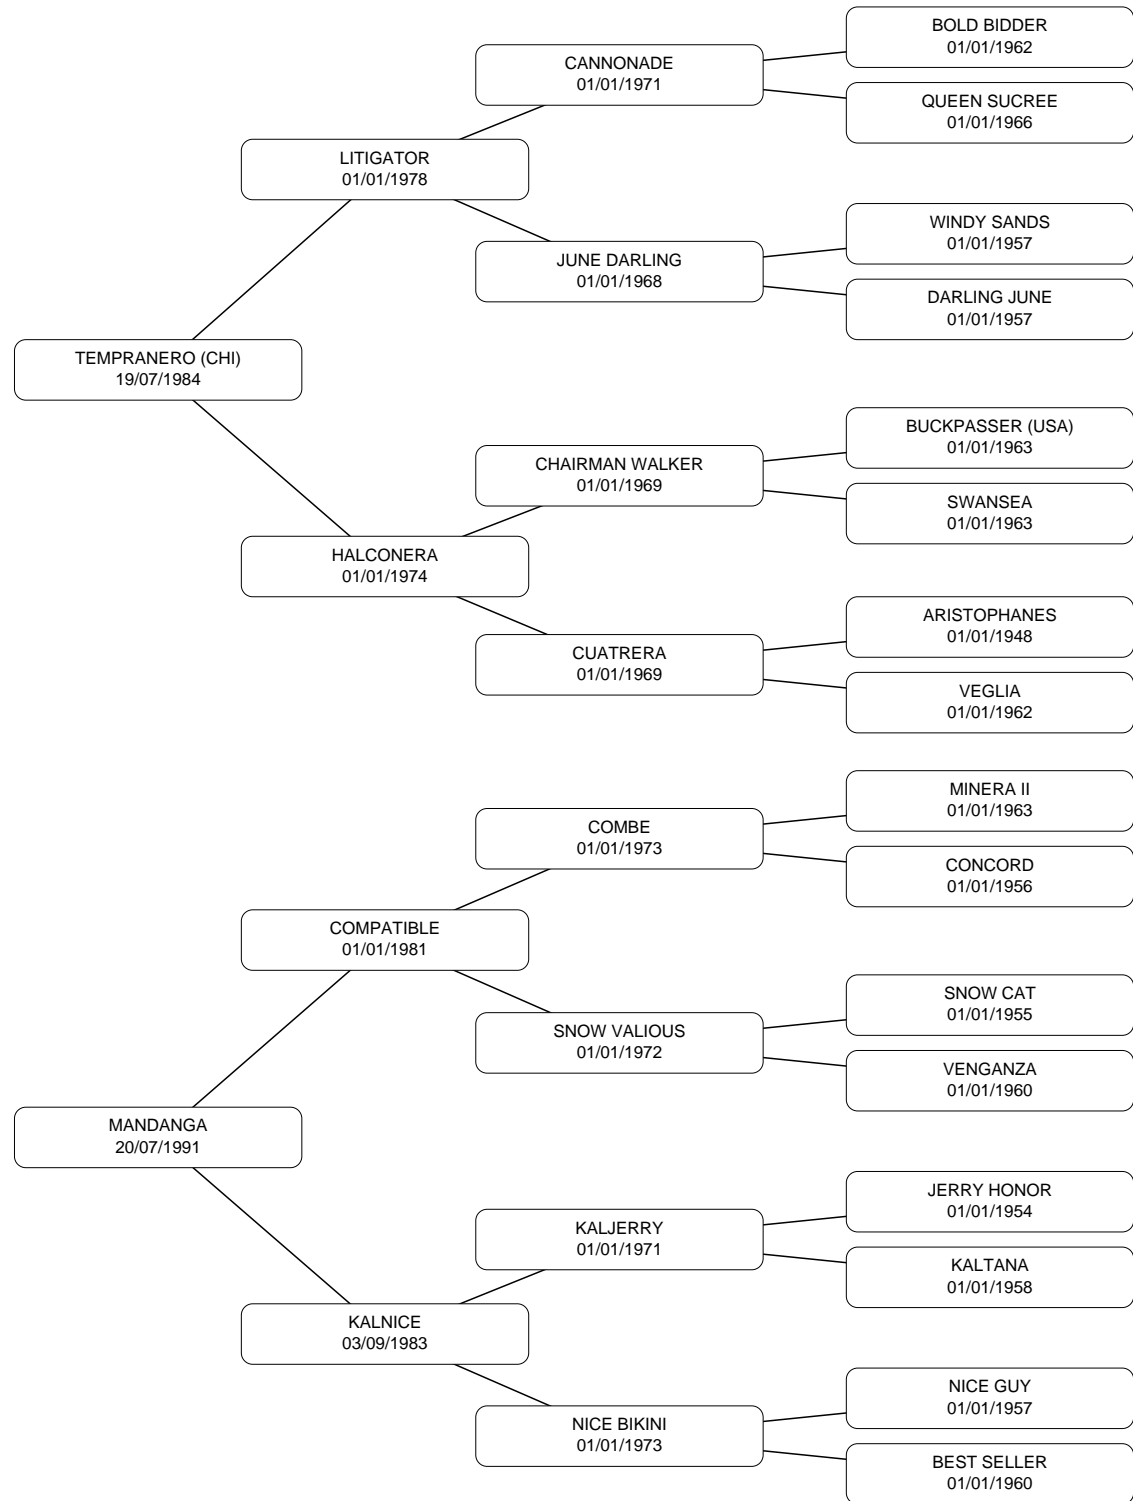 BOLD BIDDER
01/01/1962
CANNONADE
01/01/1971
QUEEN SUCREE
01/01/1966
LITIGATOR
01/01/1978
WINDY SANDS
01/01/1957
JUNE DARLING
01/01/1968
DARLING JUNE
01/01/1957
TEMPRANERO (CHI)
19/07/1984
BUCKPASSER (USA)
01/01/1963
CHAIRMAN WALKER
01/01/1969
SWANSEA
01/01/1963
HALCONERA
01/01/1974
ARISTOPHANES
01/01/1948
CUATRERA
01/01/1969
VEGLIA
01/01/1962
MINERA II
01/01/1963
COMBE
01/01/1973
CONCORD
01/01/1956
COMPATIBLE
01/01/1981
SNOW CAT
01/01/1955
SNOW VALIOUS
01/01/1972
VENGANZA
01/01/1960
MANDANGA
20/07/1991
JERRY HONOR
01/01/1954
KALJERRY
01/01/1971
KALTANA
01/01/1958
KALNICE
03/09/1983
NICE GUY
01/01/1957
NICE BIKINI
01/01/1973
BEST SELLER
01/01/1960